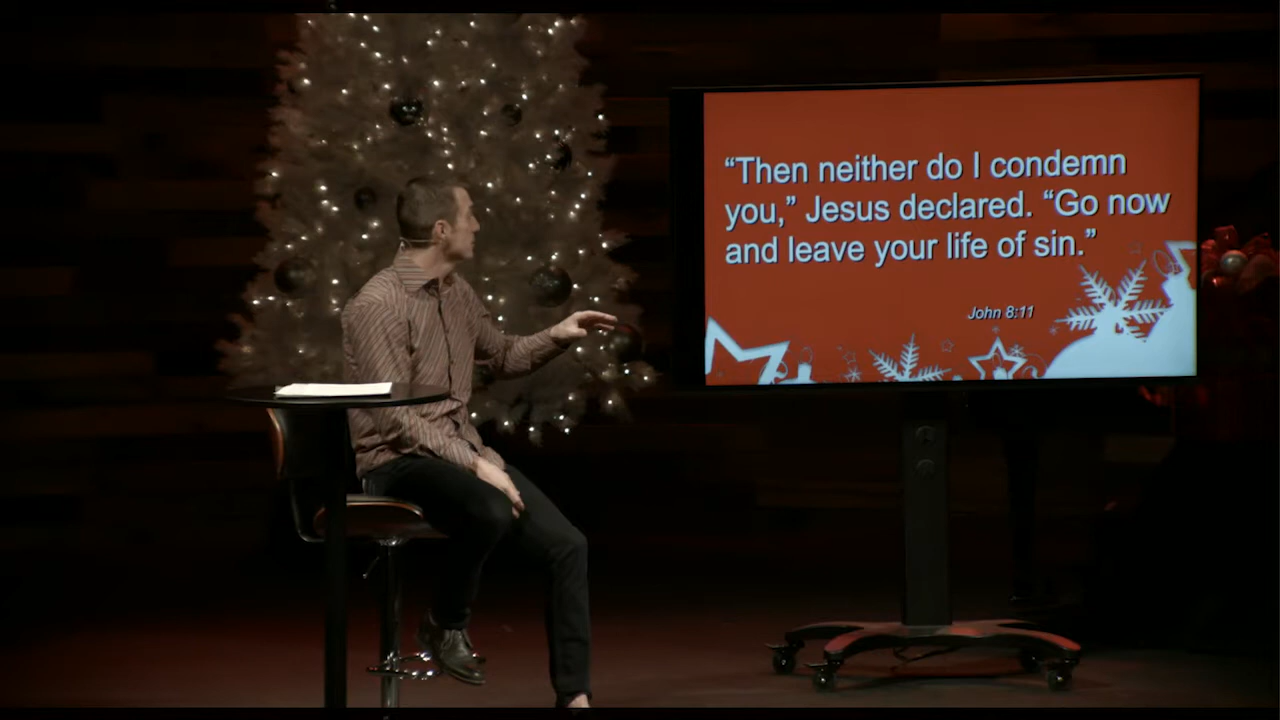 “Then neither do I condemn
you,” Jesus declared. “Go now
and leave your life of sin.”
John 8:11